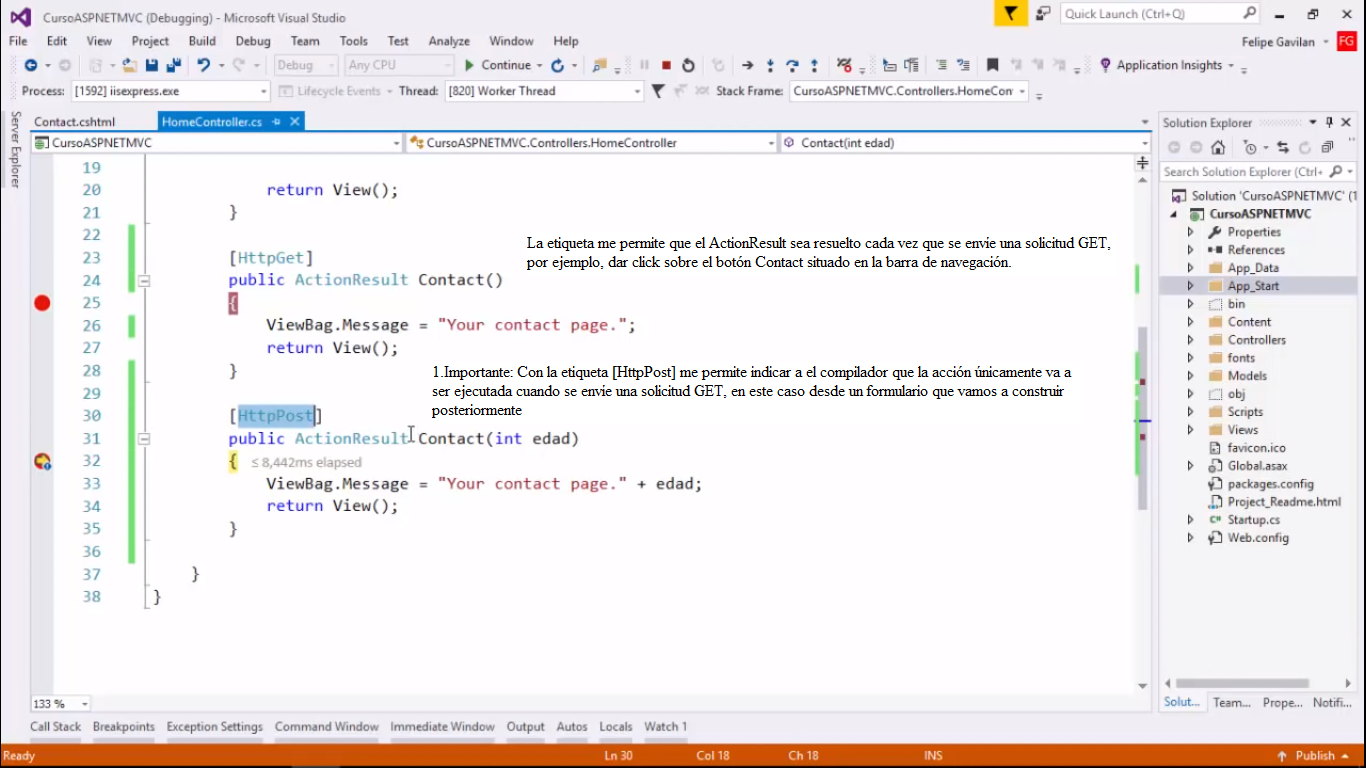 CursoASPNETMVC (Debugging) - Microsoft Visual Studio
Quick Launch (Ctrl+Q)
File Edit View Project Build Debug Team Tools Test Analyze Window Help
Felipe Gavilan FG
Debug Any CPU Continue Application Insights
Process: [1592] iisexpress.exe Lifecycle Events Thread: [820] Worker Thread Stack Frame: CursoASPNETMVC.Controllers.HomeCon
Server Explorer
Contact.cshtml HomeController.cs
CursoASPNETMVC CursoASPNETMVC.Controllers.HomeController Contact(int edad)
19
20 return View();
21 }
22
23 [HttpGet]
24 public ActionResult Contact()
25 {
26 ViewBag.Message = "Your contact page.";
27 return View();
28 }
29
30 [HttpPost]
31 public ActionResult Contact(int edad)
32 { ≤ 8,442ms elapsed
33 ViewBag.Message = "Your contact page." + edad;
34 return View();
35 }
36
37 }
38 }
La etiqueta me permite que el ActionResult sea resuelto cada vez que se envie una solicitud GET,
por ejemplo, dar click sobre el botón Contact situado en la barra de navegación.
1.Importante: Con la etiqueta [HttpPost] me permite indicar a el compilador que la acción únicamente va a
ser ejecutada cuando se envíe una solicitud GET, en este caso desde un formulario que vamos a construir
posteriormente
133 %
Solution Explorer
Search Solution Explorer (Ctrl+
Solution 'CursoASPNETMVC' (1
CursoASPNETMVC
Properties
References
App_Data
App_Start
bin
Content
Controllers
fonts
Models
obj
Scripts
Views
favicon.ico
Global.asax
packages.config
Project_Readme.html
Startup.cs
Web.config
Solut... Team... Prope... Notifi...
Call Stack Breakpoints Exception Settings Command Window Immediate Window Output Autos Locals Watch 1
Ready Ln 30 Col 18 Ch 18 INS Publish